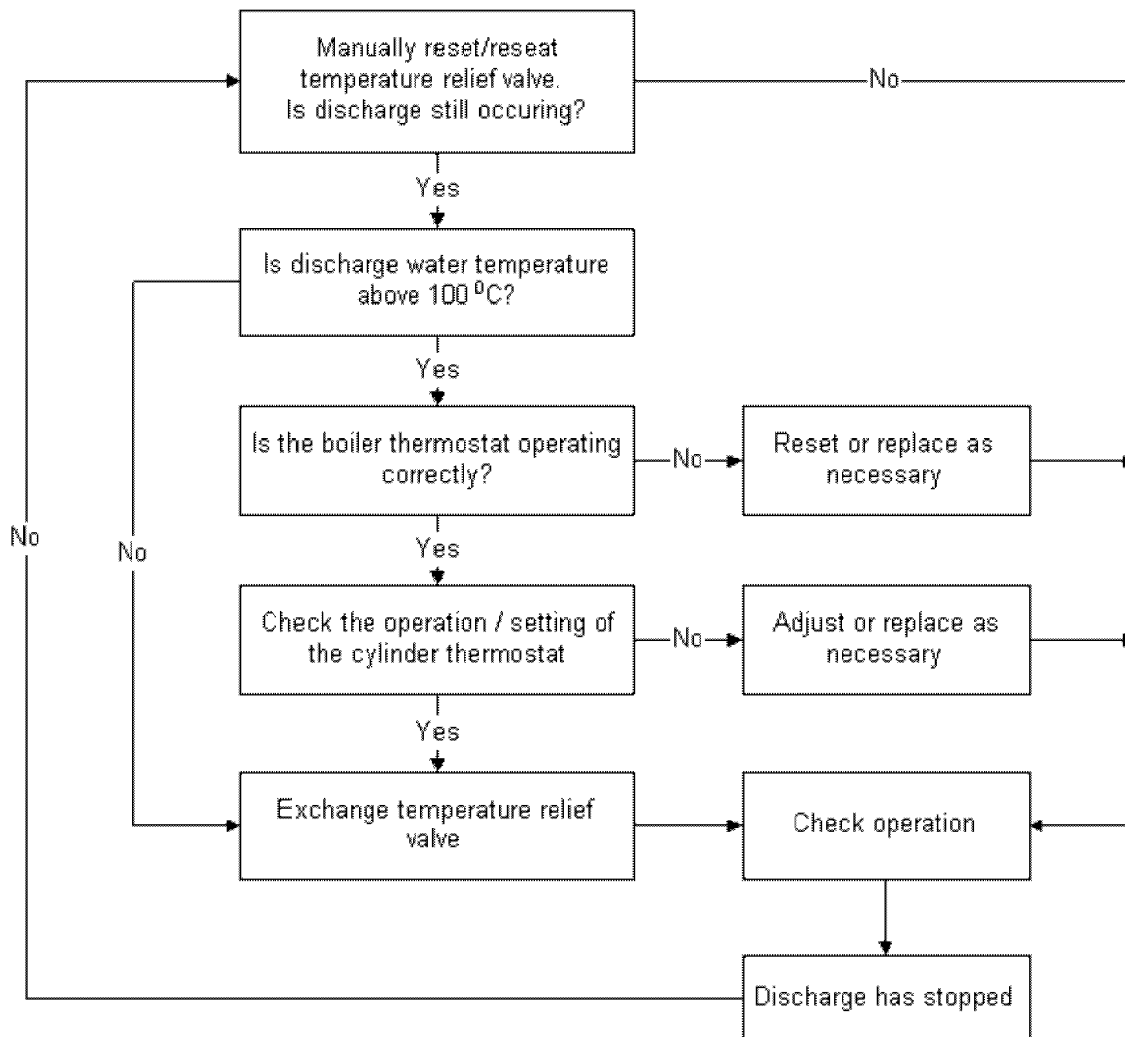 Manually reset/reseat
temperature relief valve.
Is discharge still occuring?
No
Yes
Is discharge water temperature
above 100 ⁰C?
Yes
Is the boiler thermostat operating
correctly?
No
Reset or replace as
necessary
No
No
Yes
Check the operation / setting of
the cylinder thermostat
No
Adjust or replace as
necessary
Yes
Exchange temperature relief
valve
Check operation
Discharge has stopped